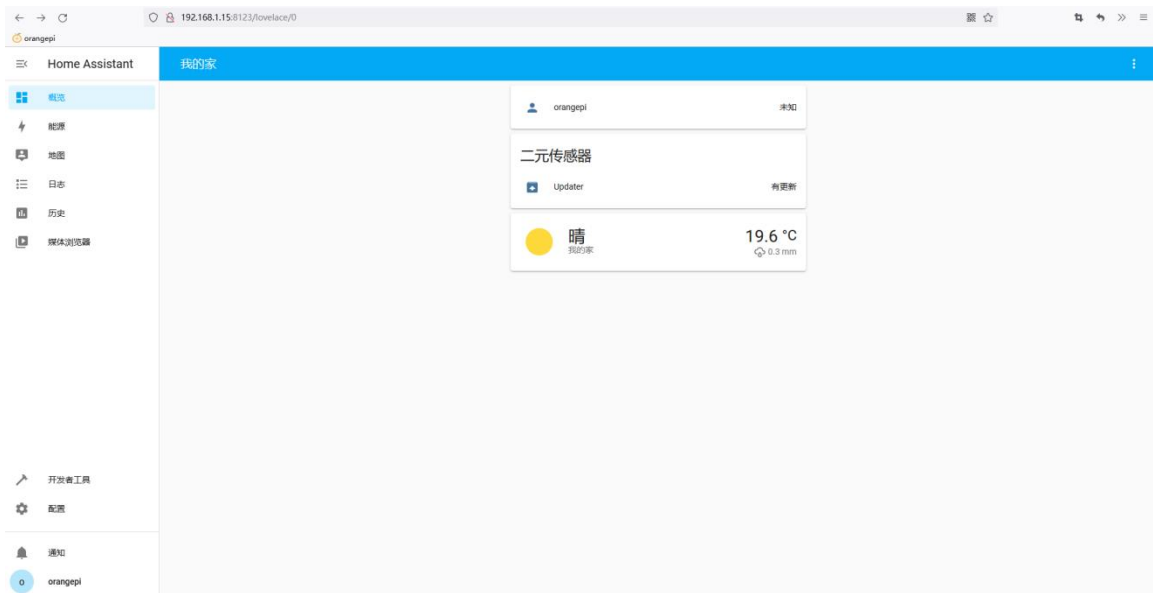 192.168.1.15:8123/lovelace/0
orangepi
Home Assistant
我的家
概览
能源
地图
日志
历史
媒体浏览器
orangepi 未知
二元传感器
Updater 有更新
晴 19.6 °C
我的家 0.3 mm
开发者工具
配置
通知
o orangepi